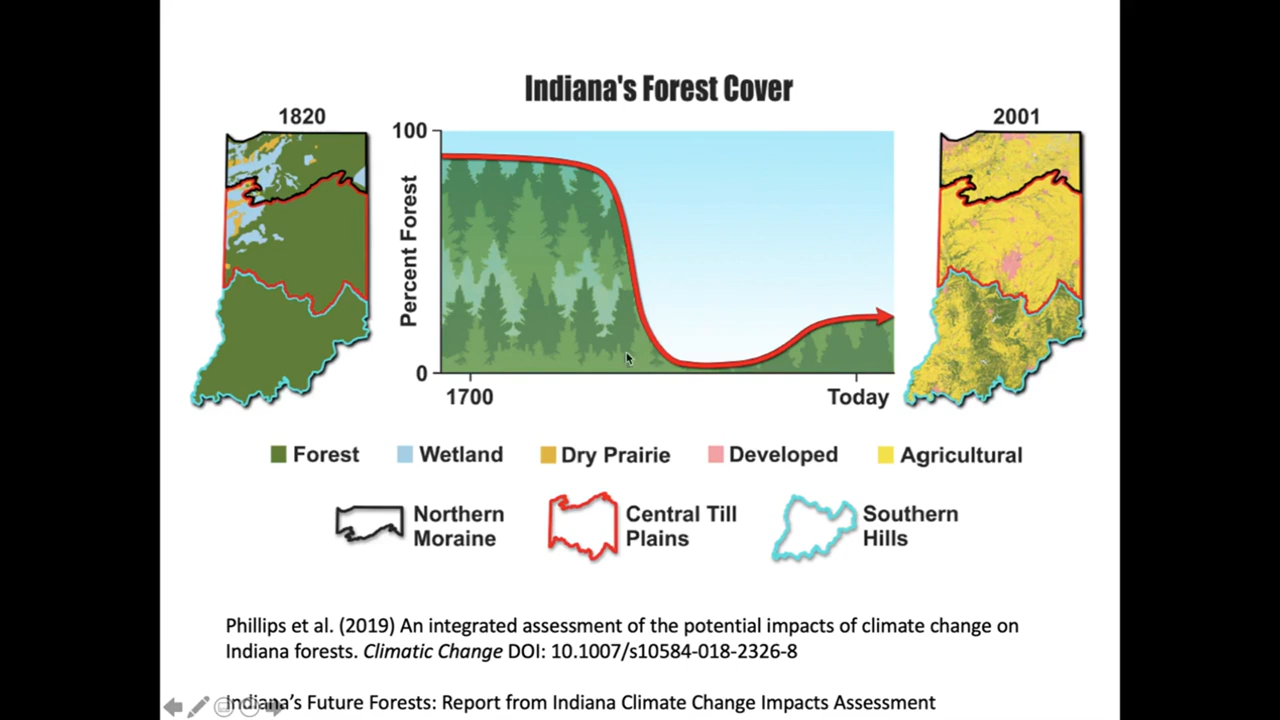 Indiana's Forest Cover
1820
2001
100
Percent Forest
0
1700
Today
Forest
Wetland
Dry Prairie
Developed
Agricultural
Northern
Moraine
Central Till
Plains
Southern
Hills
Phillips et al. (2019) An integrated assessment of the potential impacts of climate change on
Indiana forests. Climatic Change DOI: 10.1007/s10584-018-2326-8
Indiana's Future Forests: Report from Indiana Climate Change Impacts Assessment